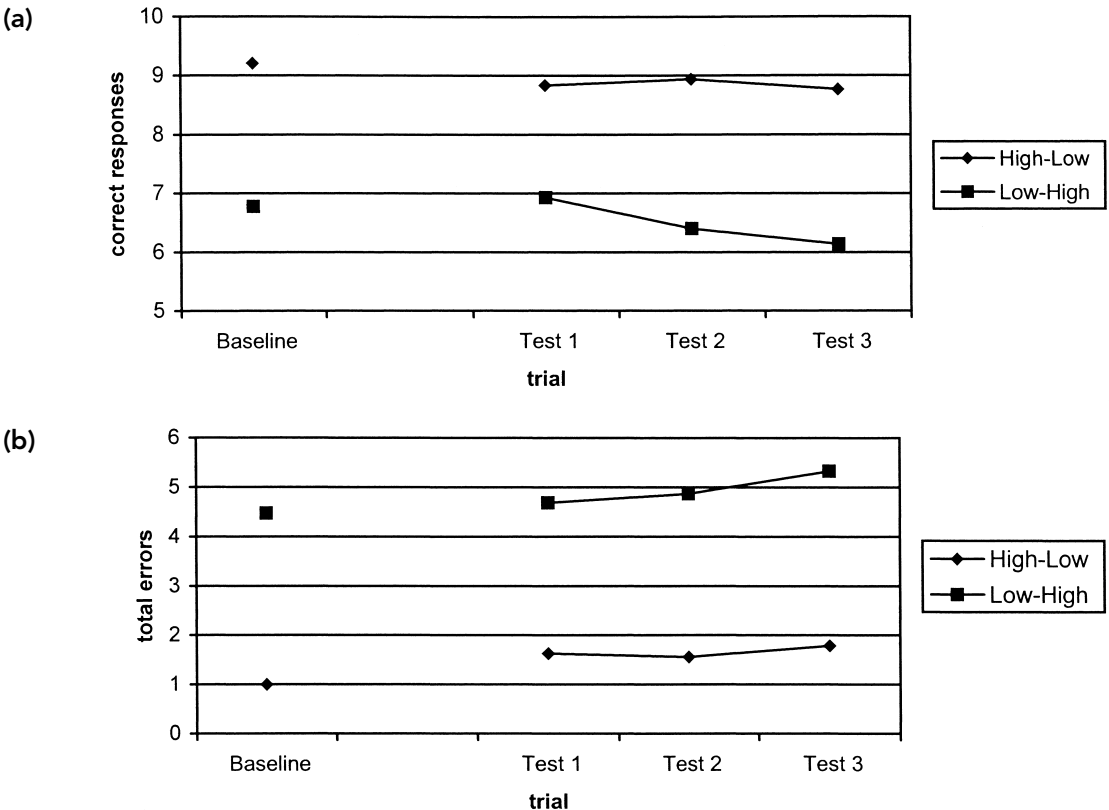 (a)
10
9
8
7
6
5
correct responses
Baseline Test 1 Test 2 Test 3
trial
High-Low
Low-High
(b)
6
5
4
3
2
1
0
total errors
Baseline Test 1 Test 2 Test 3
trial
High-Low
Low-High